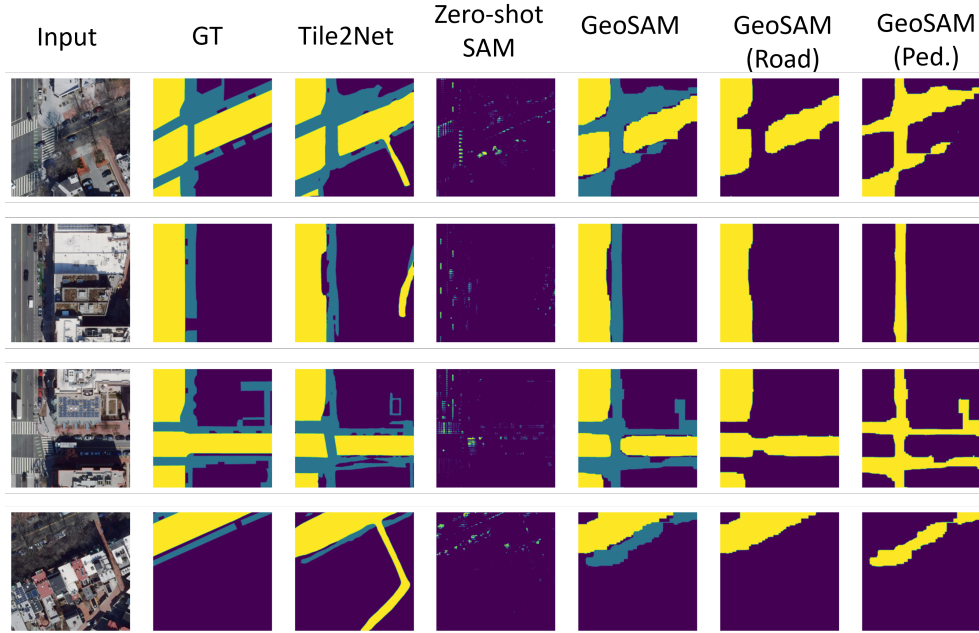 Input
GT
Tile2Net
Zero-shot
SAM
GeoSAM
GeoSAM
(Road)
GeoSAM
(Ped.)